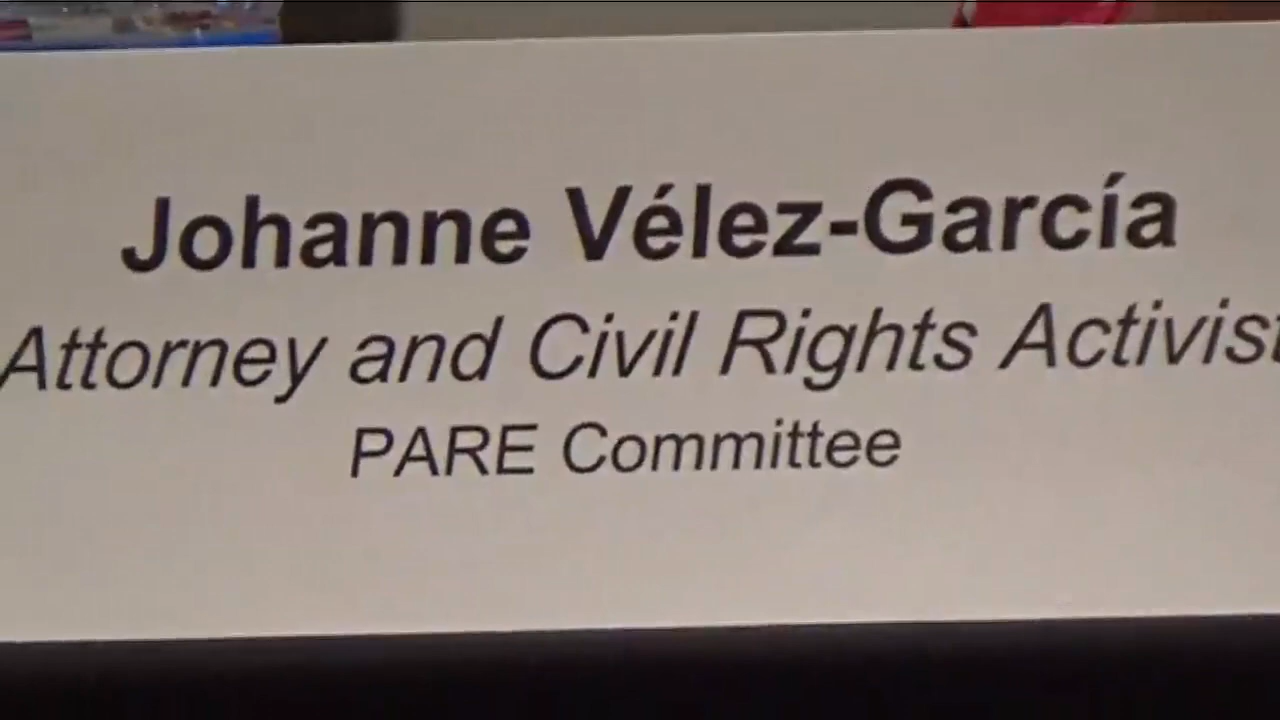 Johanne Vélez-García
Attorney and Civil Rights Activist
PARE Committee